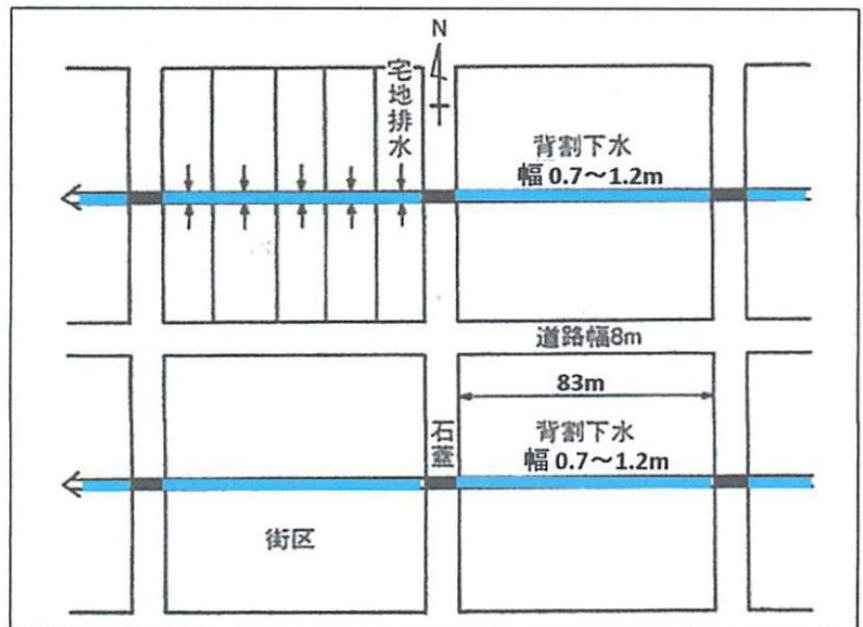 N
宅地排水
背割下水
幅 0.7～1.2m
道路幅8m
83m
石蓋
背割下水
幅 0.7～1.2m
街区